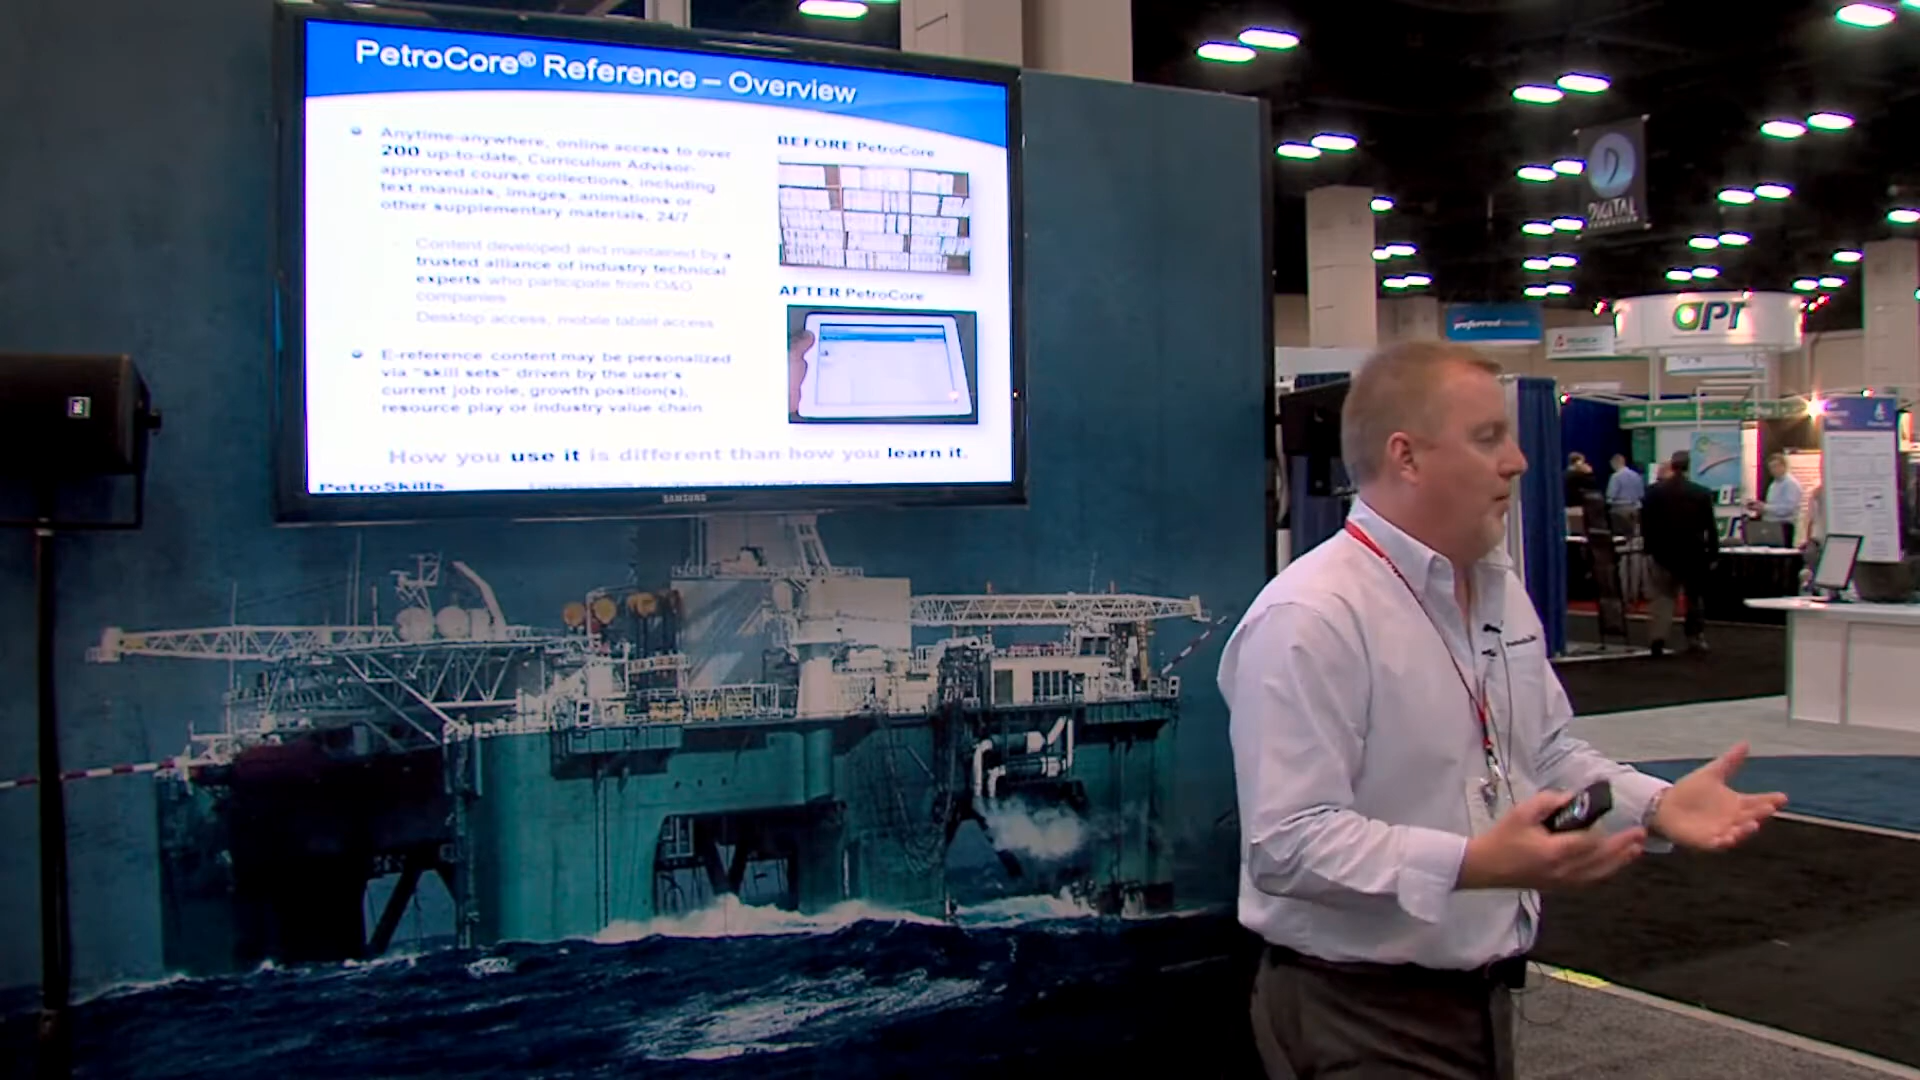 PetroCore® Reference – Overview
Anytime-anywhere, online access to over
200 up-to-date, Curriculum Advisor-
approved course collections, including
text manuals, images, animations or
other supplementary materials, 24/7
Content developed and maintained by a
trusted alliance of industry technical
experts who participate from O&G
companies
Desktop access, mobile tablet access
E-reference content may be personalized
via "skill sets" driven by the user's
current job role, growth position(s),
resource play or industry value chain
BEFORE PetroCore
AFTER PetroCore
How you use it is different than how you learn it.
PetroSkills
SAMSUNG
DIGITAL
preferred